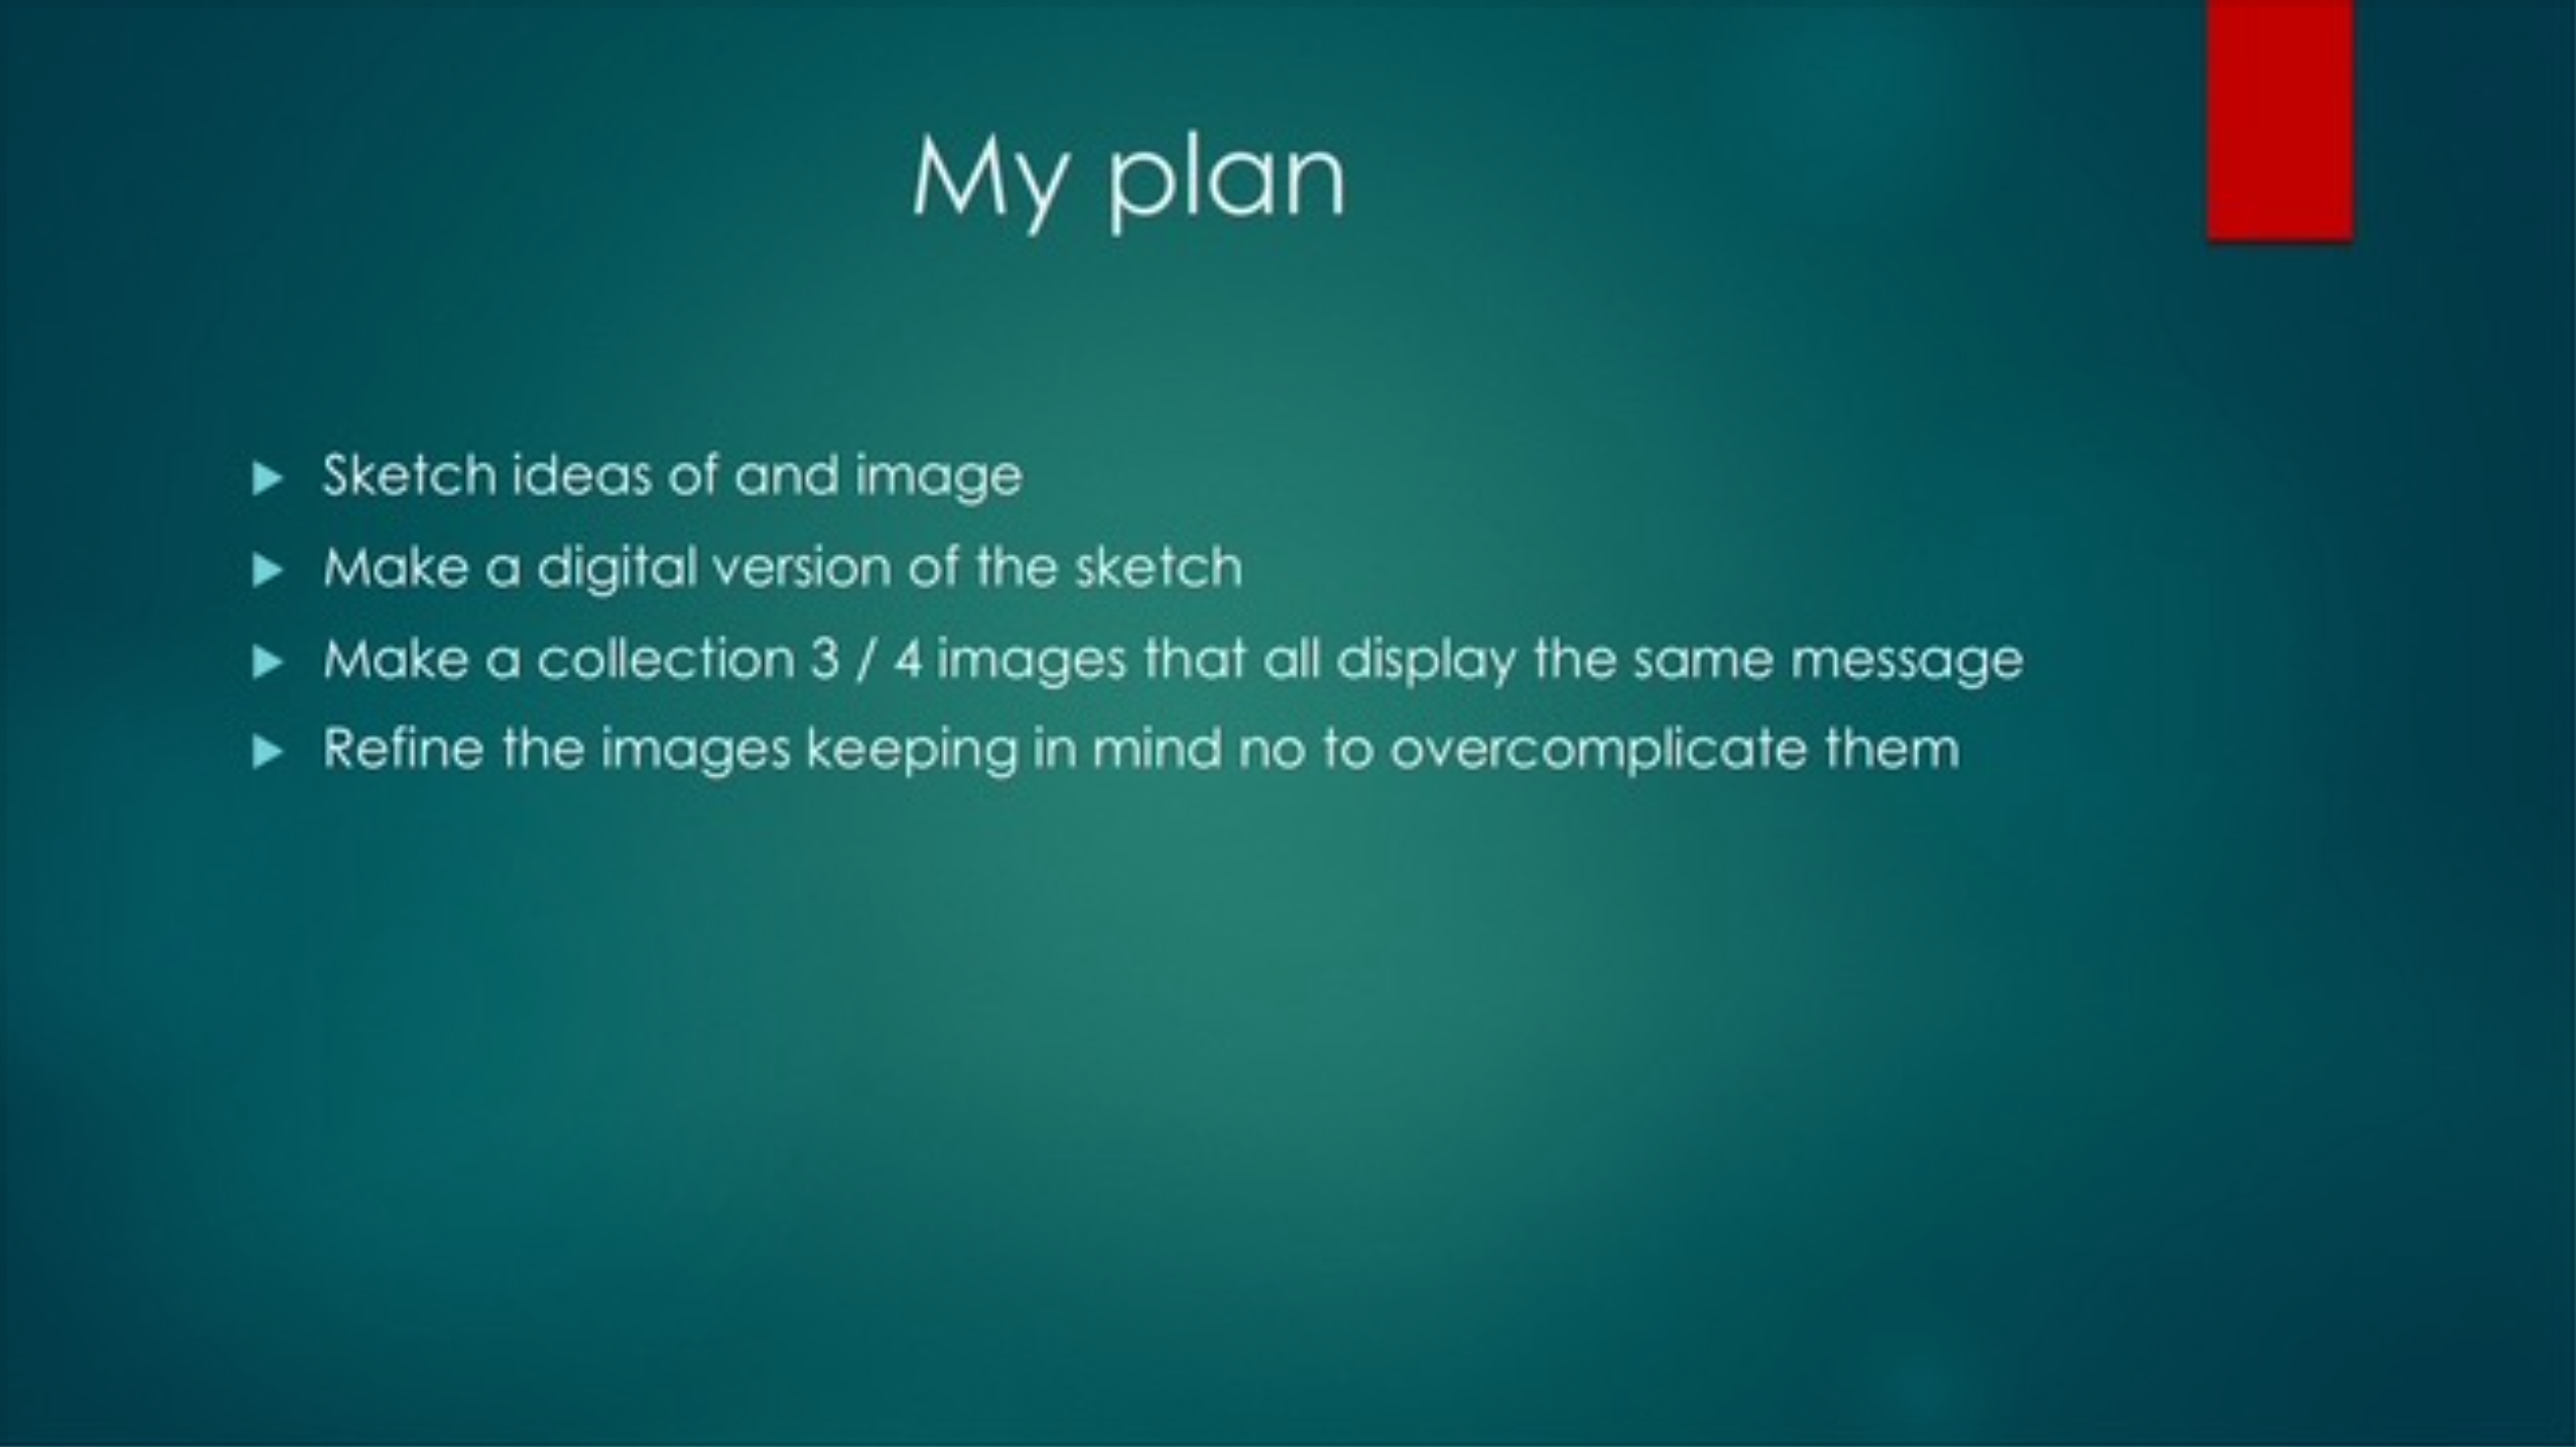 My plan
Sketch ideas of and image
Make a digital version of the sketch
Make a collection 3 / 4 images that all display the same message
Refine the images keeping in mind no to overcomplicate them